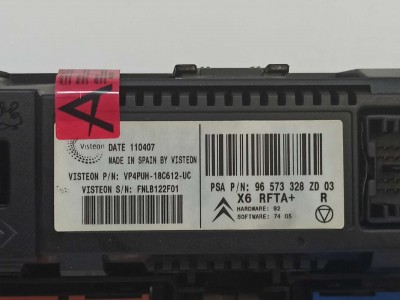 A
Visteon DATE 110407
MADE IN SPAIN BY VISTEON
VISTEON P/N: VP4PUH-18C612-UC
VISTEON S/N: FNLB122F01
PSA P/N: 96 573 328 ZD 03
X6 RFTA+ R
HARDWARE: 92
SOFTWARE: 74 05